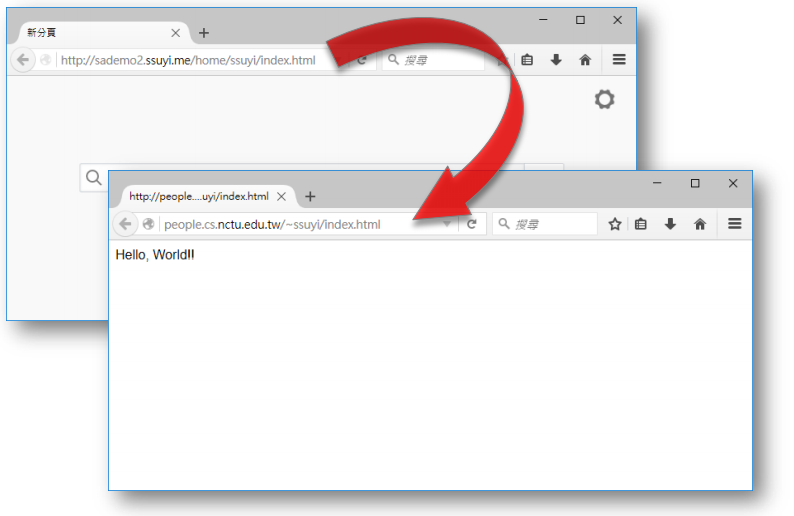 新分頁
http://sademo2.ssuyi.me/home/ssuyi/index.html
搜尋
http://people....uyi/index.html
people.cs.nctu.edu.tw/~ssuyi/index.html
搜尋
Hello, World!!